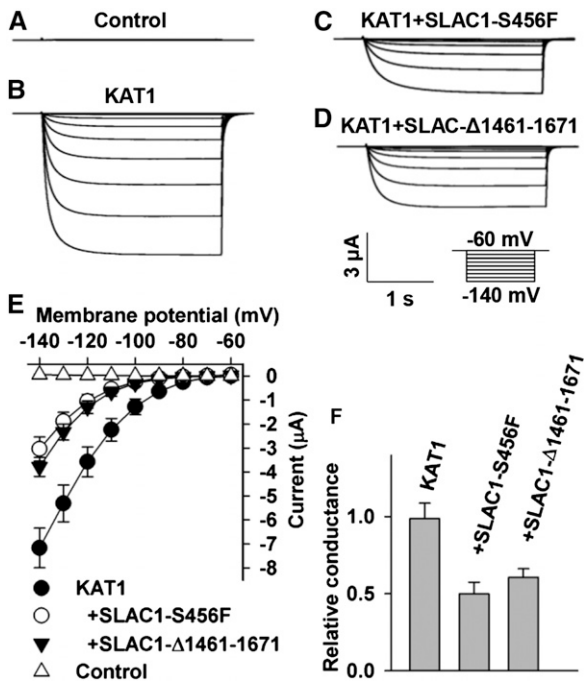 A
Control
B
KAT1
C
KAT1+SLAC1-S456F
D
KAT1+SLAC-Δ1461-1671
3 µA
1 s
-60 mV
-140 mV
E
Membrane potential (mV)
-140 -120 -100 -80 -60
0
-1
-2
-3
-4
-5
-6
-7
-8
Current (µA)
KAT1
+SLAC1-S456F
+SLAC1-Δ1461-1671
Control
F
Relative conductance
1.0
0.5
0.0
KAT1
+SLAC1-S456F
+SLAC1-Δ1461-1671